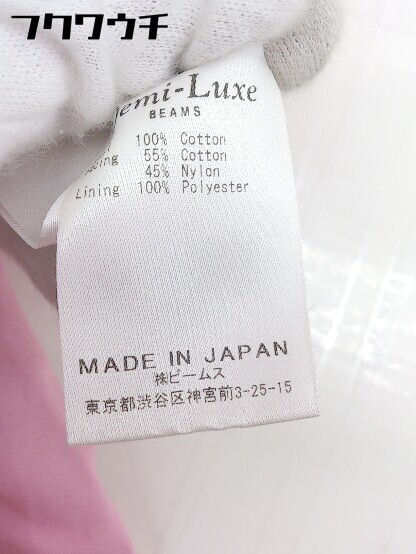 フクワウチ
emi-Luxe
BEAMS
100% Cotton
55% Cotton
45% Nylon
Lining 100% Polyester
MADE IN JAPAN
㈱ビームス
東京都渋谷区神宮前3-25-15